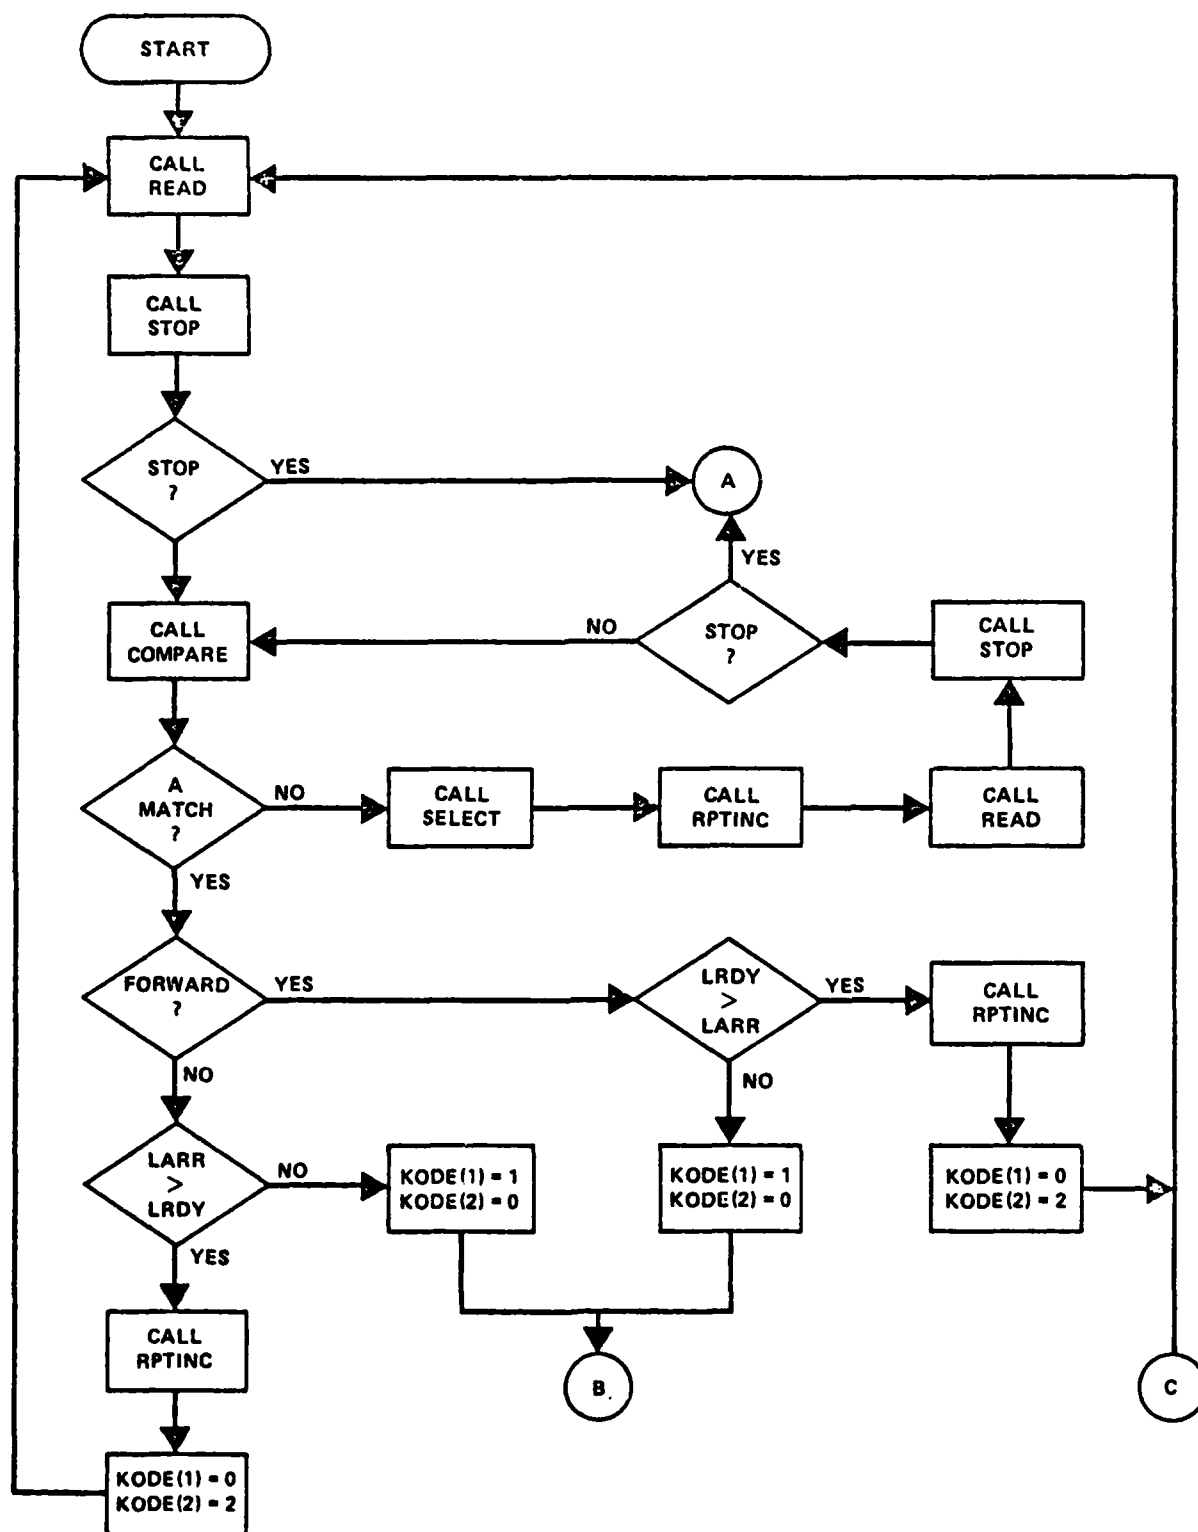 START
CALL
READ
CALL
STOP
STOP
?
YES
A
YES
CALL
COMPARE
NO
STOP
?
CALL
STOP
A
MATCH
?
NO
CALL
SELECT
CALL
RPTINC
CALL
READ
YES
FORWARD
?
YES
LRDY
>
LARR
YES
CALL
RPTINC
NO
NO
LARR
>
LRDY
NO
KODE(1) = 1
KODE(2) = 0
KODE(1) = 1
KODE(2) = 0
KODE(1) = 0
KODE(2) = 2
YES
CALL
RPTINC
B
C
KODE(1) = 0
KODE(2) = 2